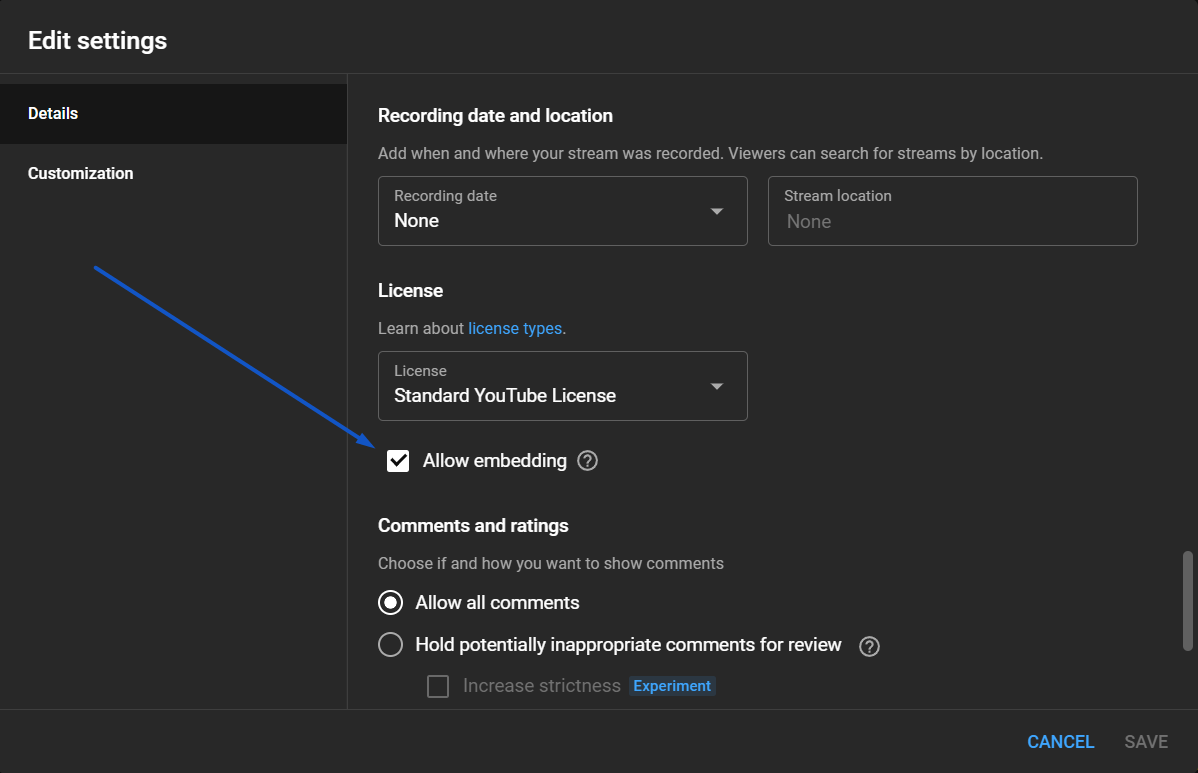 Edit settings
Details
Customization
Recording date and location
Add when and where your stream was recorded. Viewers can search for streams by location.
Recording date
None
Stream location
None
License
Learn about license types.
License
Standard YouTube License
Allow embedding
Comments and ratings
Choose if and how you want to show comments
Allow all comments
Hold potentially inappropriate comments for review
Increase strictness Experiment
CANCEL SAVE